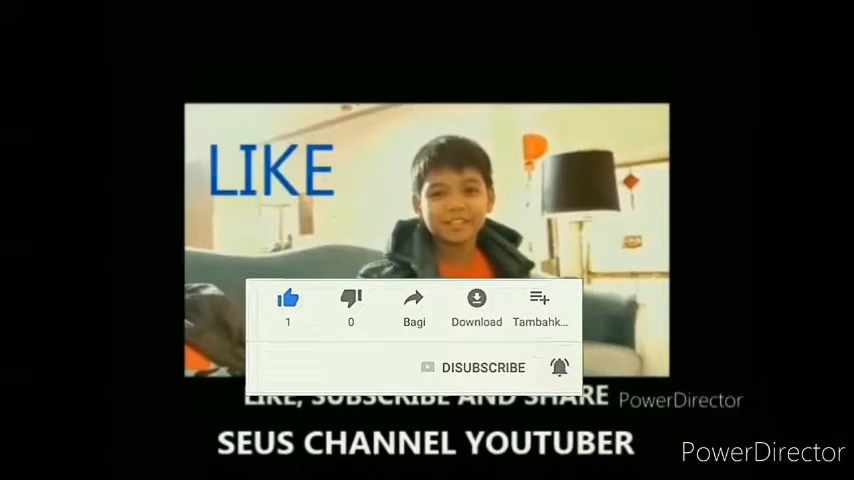 LIKE
1 0 Bagi Download Tambahk...
DISUBSCRIBE
LIKE, SUBSCRIBE AND SHARE
PowerDirector
SEUS CHANNEL YOUTUBER
PowerDirector